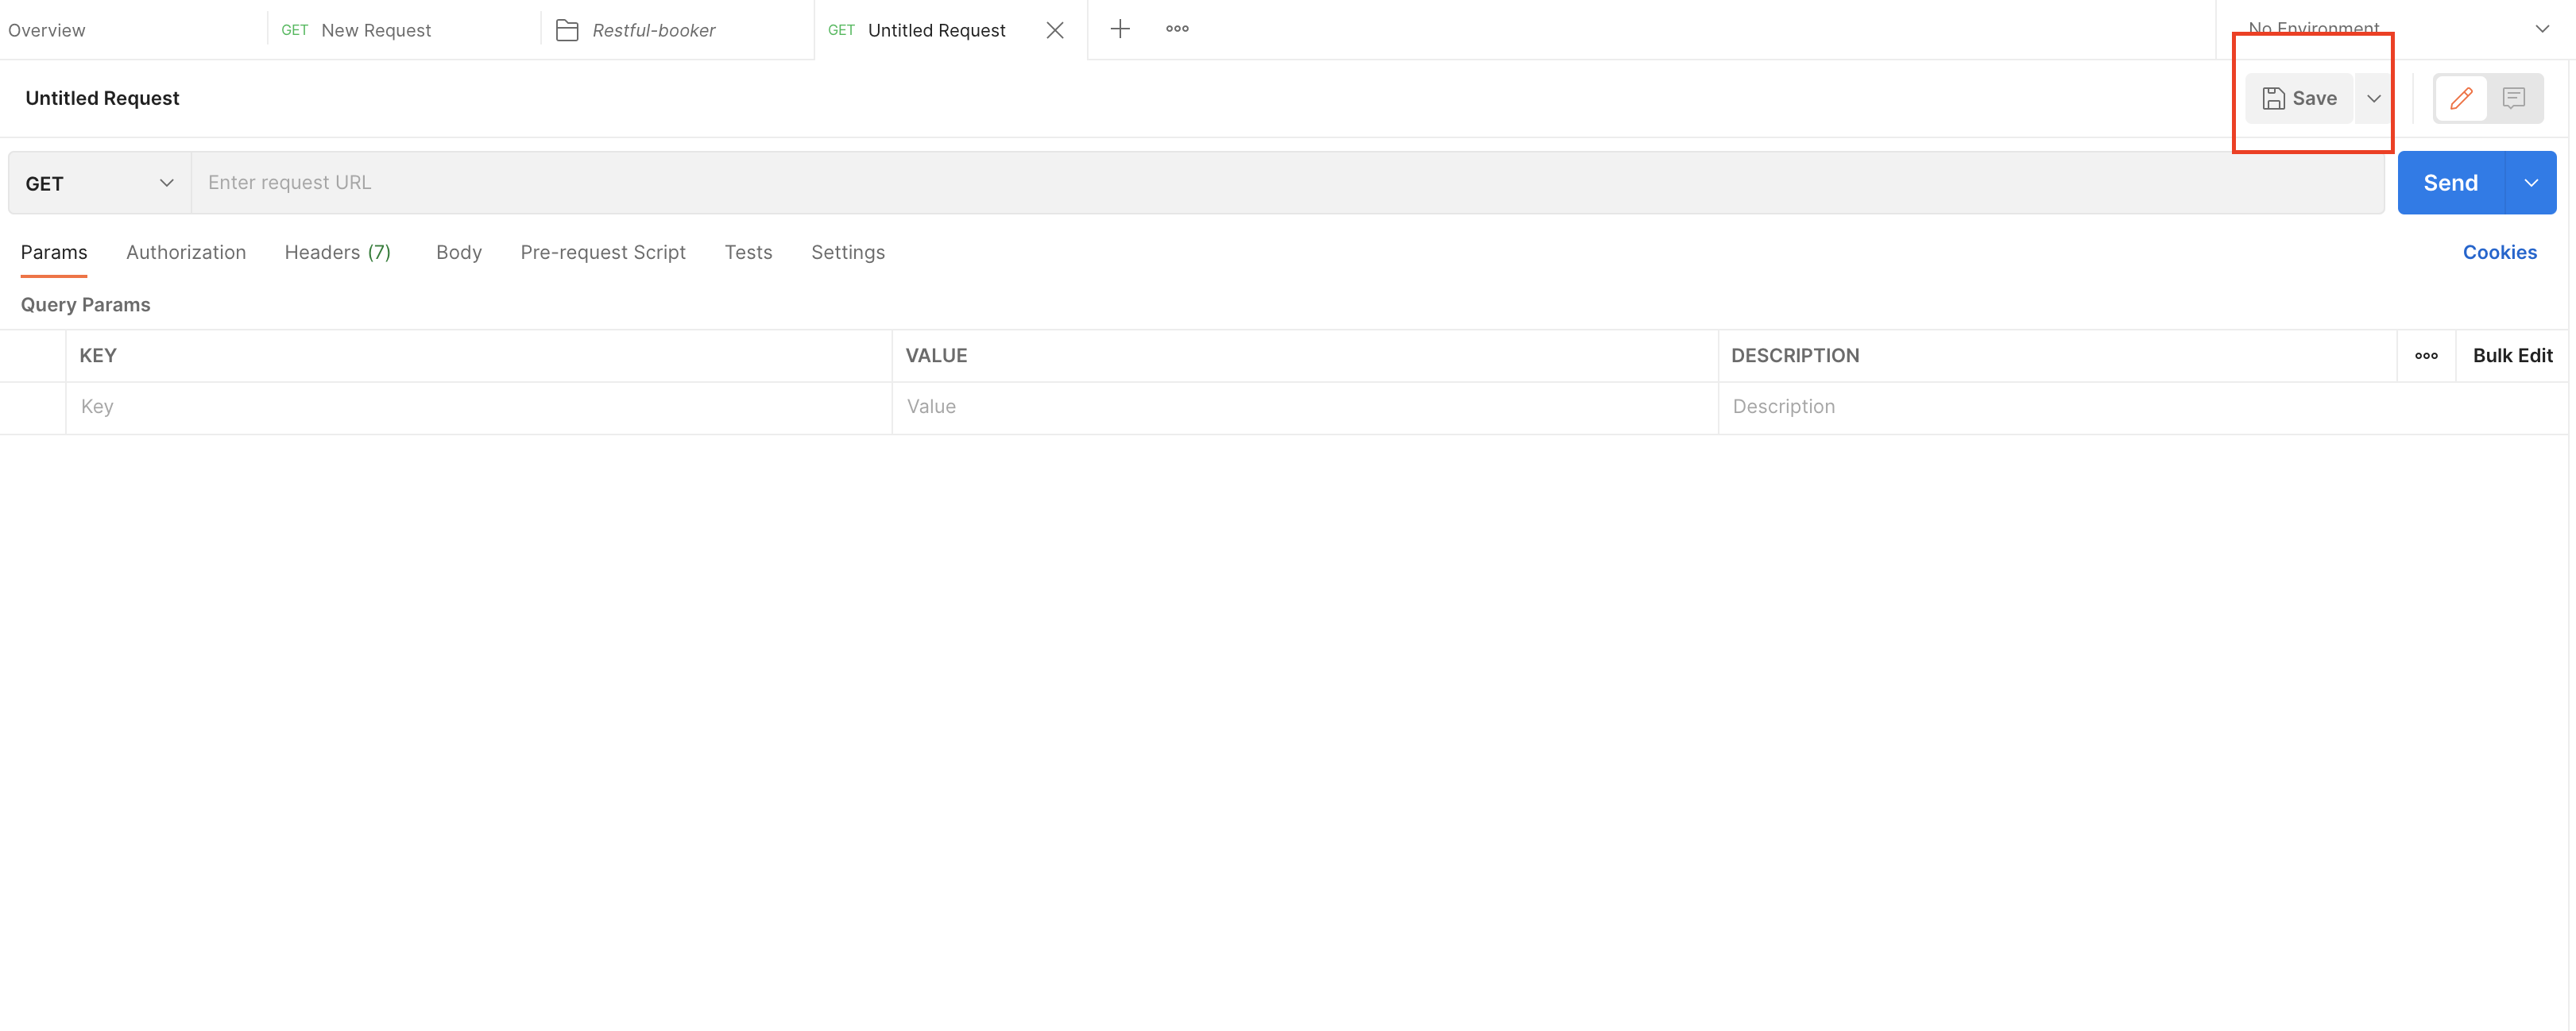 Overview
GET New Request
Restful-booker
GET Untitled Request
No Environment
Untitled Request
Save
GET
Enter request URL
Send
Params Authorization Headers (7) Body Pre-request Script Tests Settings Cookies
Query Params
KEY VALUE DESCRIPTION Bulk Edit
Key Value Description